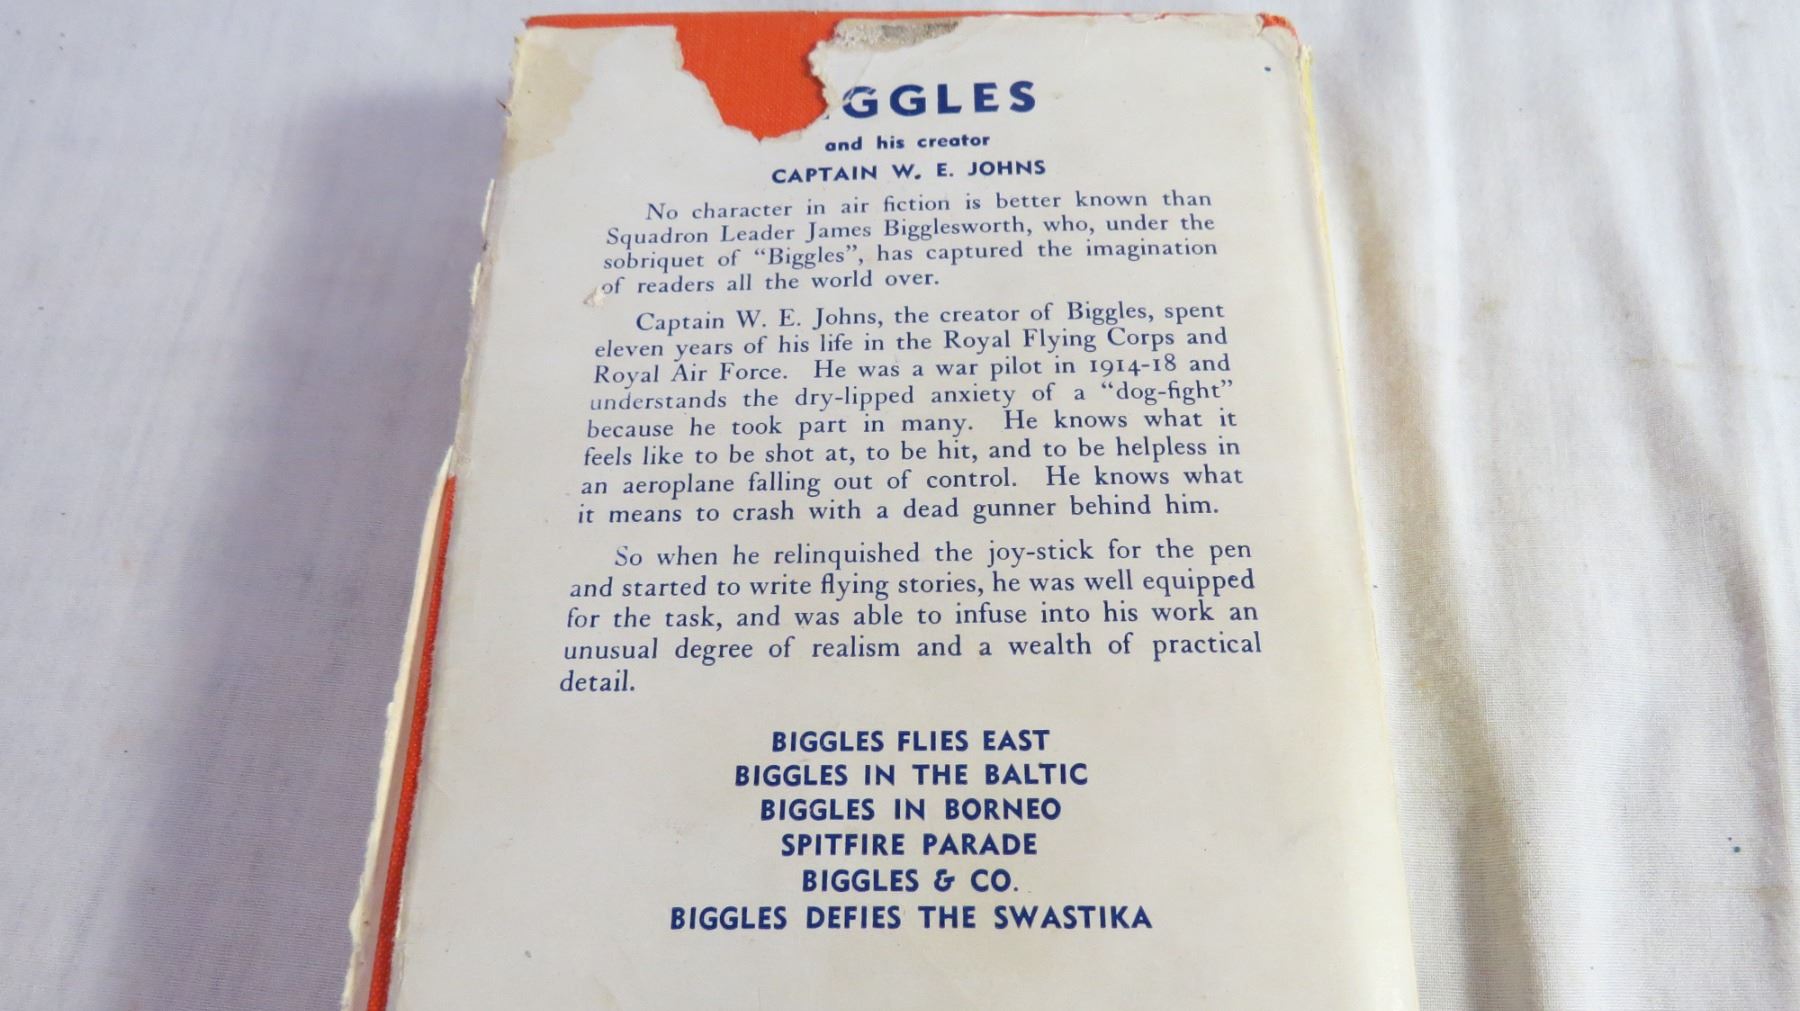 GGLES
and his creator
CAPTAIN W. E. JOHNS
No character in air fiction is better known than
Squadron Leader James Bigglesworth, who, under the
sobriquet of “Biggles”, has captured the imagination
of readers all the world over.
Captain W. E. Johns, the creator of Biggles, spent
eleven years of his life in the Royal Flying Corps and
Royal Air Force. He was a war pilot in 1914-18 and
understands the dry-lipped anxiety of a “dog-fight”
because he took part in many. He knows what it
feels like to be shot at, to be hit, and to be helpless in
an aeroplane falling out of control. He knows what
it means to crash with a dead gunner behind him.
So when he relinquished the joy-stick for the pen
and started to write flying stories, he was well equipped
for the task, and was able to infuse into his work an
unusual degree of realism and a wealth of practical
detail.
BIGGLES FLIES EAST
BIGGLES IN THE BALTIC
BIGGLES IN BORNEO
SPITFIRE PARADE
BIGGLES & CO.
BIGGLES DEFIES THE SWASTIKA